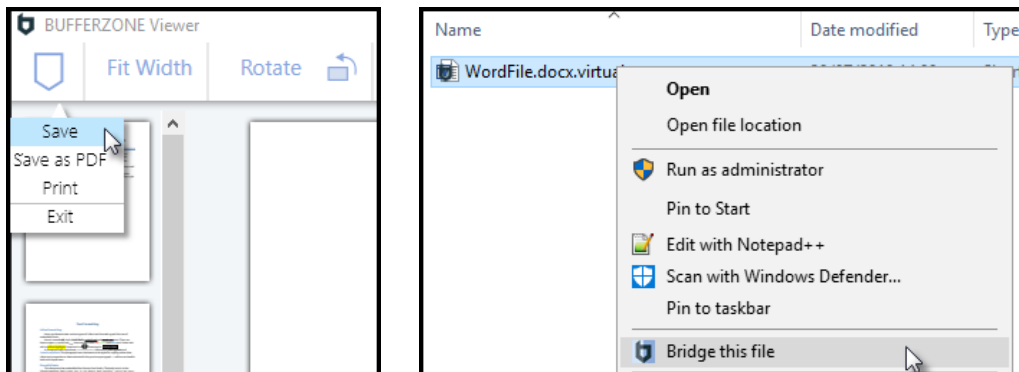 BUFFERZONE Viewer
Fit Width Rotate
Save
Save as PDF
Print
Exit
Name Date modified Type
WordFile.docx.virtual
Open
Open file location
Run as administrator
Pin to Start
Edit with Notepad++
Scan with Windows Defender...
Pin to taskbar
Bridge this file